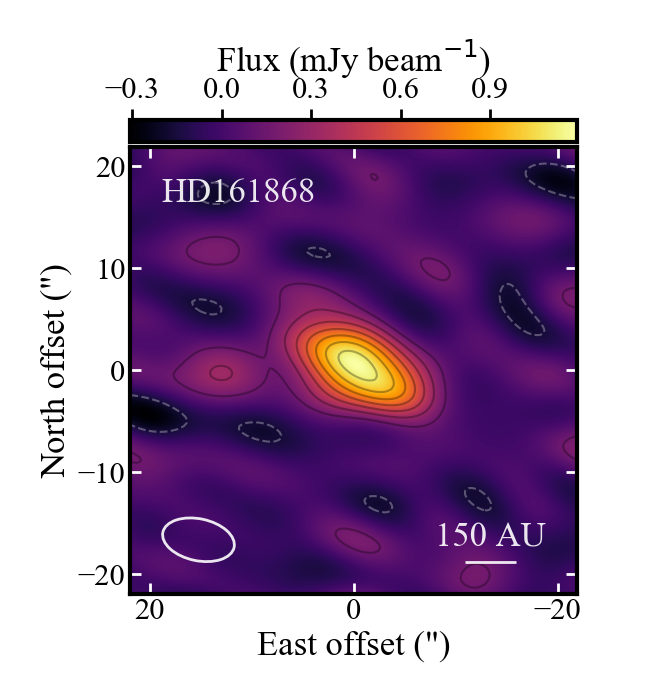 Flux (mJy beam⁻¹)
−0.3 0.0 0.3 0.6 0.9
20
HD161868
10
0
North offset (")
−10
150 AU
−20
20 0 −20
East offset (")